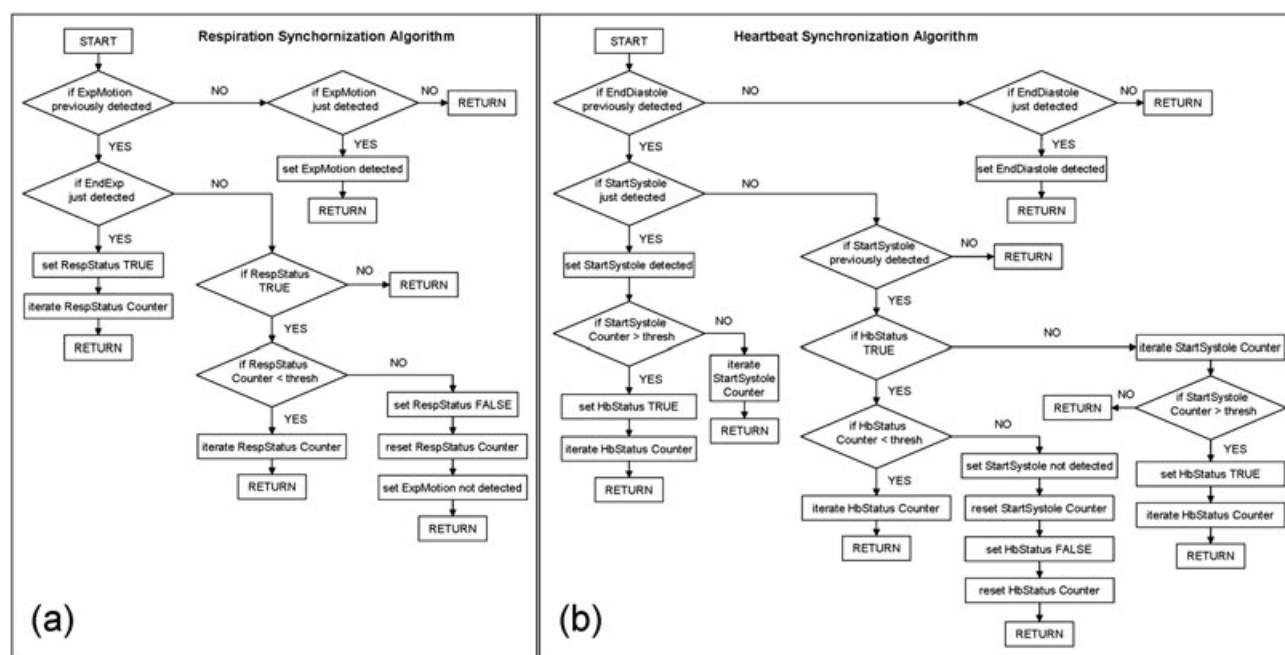 Respiration Synchornization Algorithm
START
if ExpMotion
previously detected
NO
if ExpMotion
just detected
NO
RETURN
YES
YES
set ExpMotion detected
RETURN
if EndExp
just detected
NO
YES
set RespStatus TRUE
iterate RespStatus Counter
RETURN
if RespStatus
TRUE
NO
RETURN
YES
if RespStatus
Counter < thresh
NO
YES
iterate RespStatus Counter
RETURN
set RespStatus FALSE
reset RespStatus Counter
set ExpMotion not detected
RETURN
(a)
Heartbeat Synchronization Algorithm
START
if EndDiastole
previously detected
NO
if EndDiastole
just detected
NO
RETURN
YES
YES
set EndDiastole detected
RETURN
if StartSystole
just detected
NO
YES
set StartSystole detected
if StartSystole
Counter > thresh
NO
iterate
StartSystole
Counter
RETURN
YES
set HbStatus TRUE
iterate HbStatus Counter
RETURN
if StartSystole
previously detected
NO
RETURN
YES
if HbStatus
TRUE
NO
iterate StartSystole Counter
if StartSystole
Counter > thresh
NO
RETURN
YES
set HbStatus TRUE
iterate HbStatus Counter
RETURN
YES
if HbStatus
Counter < thresh
NO
YES
iterate HbStatus Counter
RETURN
set StartSystole not detected
reset StartSystole Counter
set HbStatus FALSE
reset HbStatus Counter
RETURN
(b)